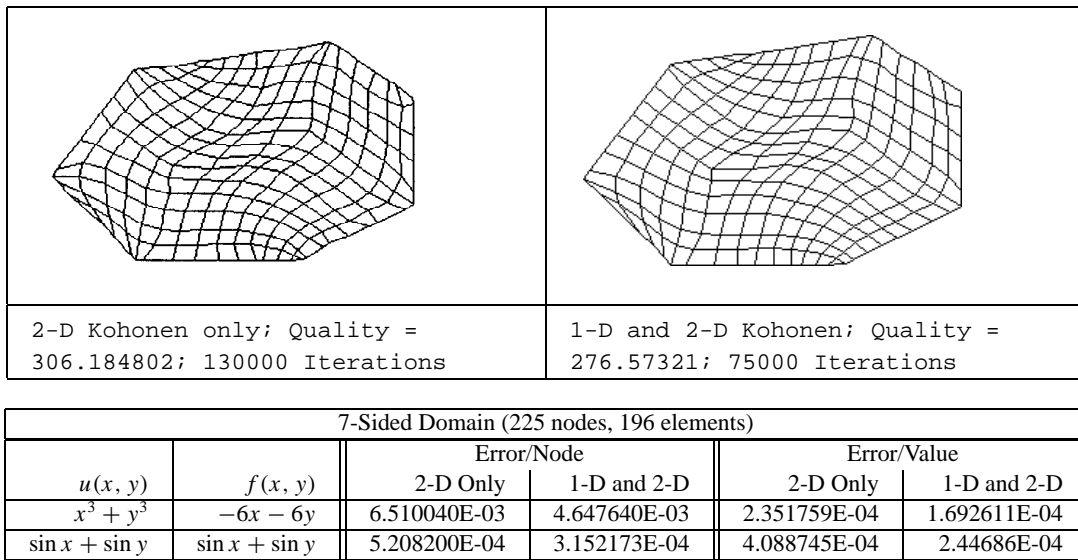 2-D Kohonen only; Quality =
306.184802; 130000 Iterations
1-D and 2-D Kohonen; Quality =
276.57321; 75000 Iterations
7-Sided Domain (225 nodes, 196 elements)
Error/Node Error/Value
u(x, y) f(x, y) 2-D Only 1-D and 2-D 2-D Only 1-D and 2-D
x³ + y³ −6x − 6y 6.510040E-03 4.647640E-03 2.351759E-04 1.692611E-04
sin x + sin y sin x + sin y 5.208200E-04 3.152173E-04 4.088745E-04 2.44686E-04